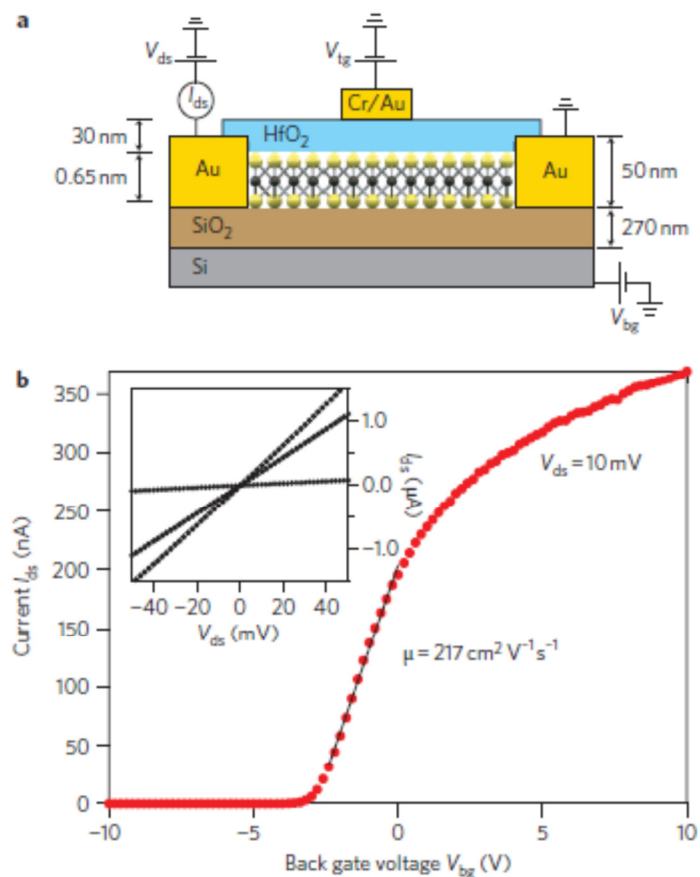 a
V_ds
V_tg
I_ds
Cr/Au
30 nm
HfO₂
0.65 nm
Au
Au
50 nm
SiO₂
270 nm
Si
V_bg
b
350
300
250
200
150
100
50
0
Current I_ds (nA)
1.0
0.0
−1.0
I_ds (μA)
−40 −20 0 20 40
V_ds (mV)
V_ds = 10 mV
μ = 217 cm² V⁻¹ s⁻¹
−10 −5 0 5 10
Back gate voltage V_bg (V)